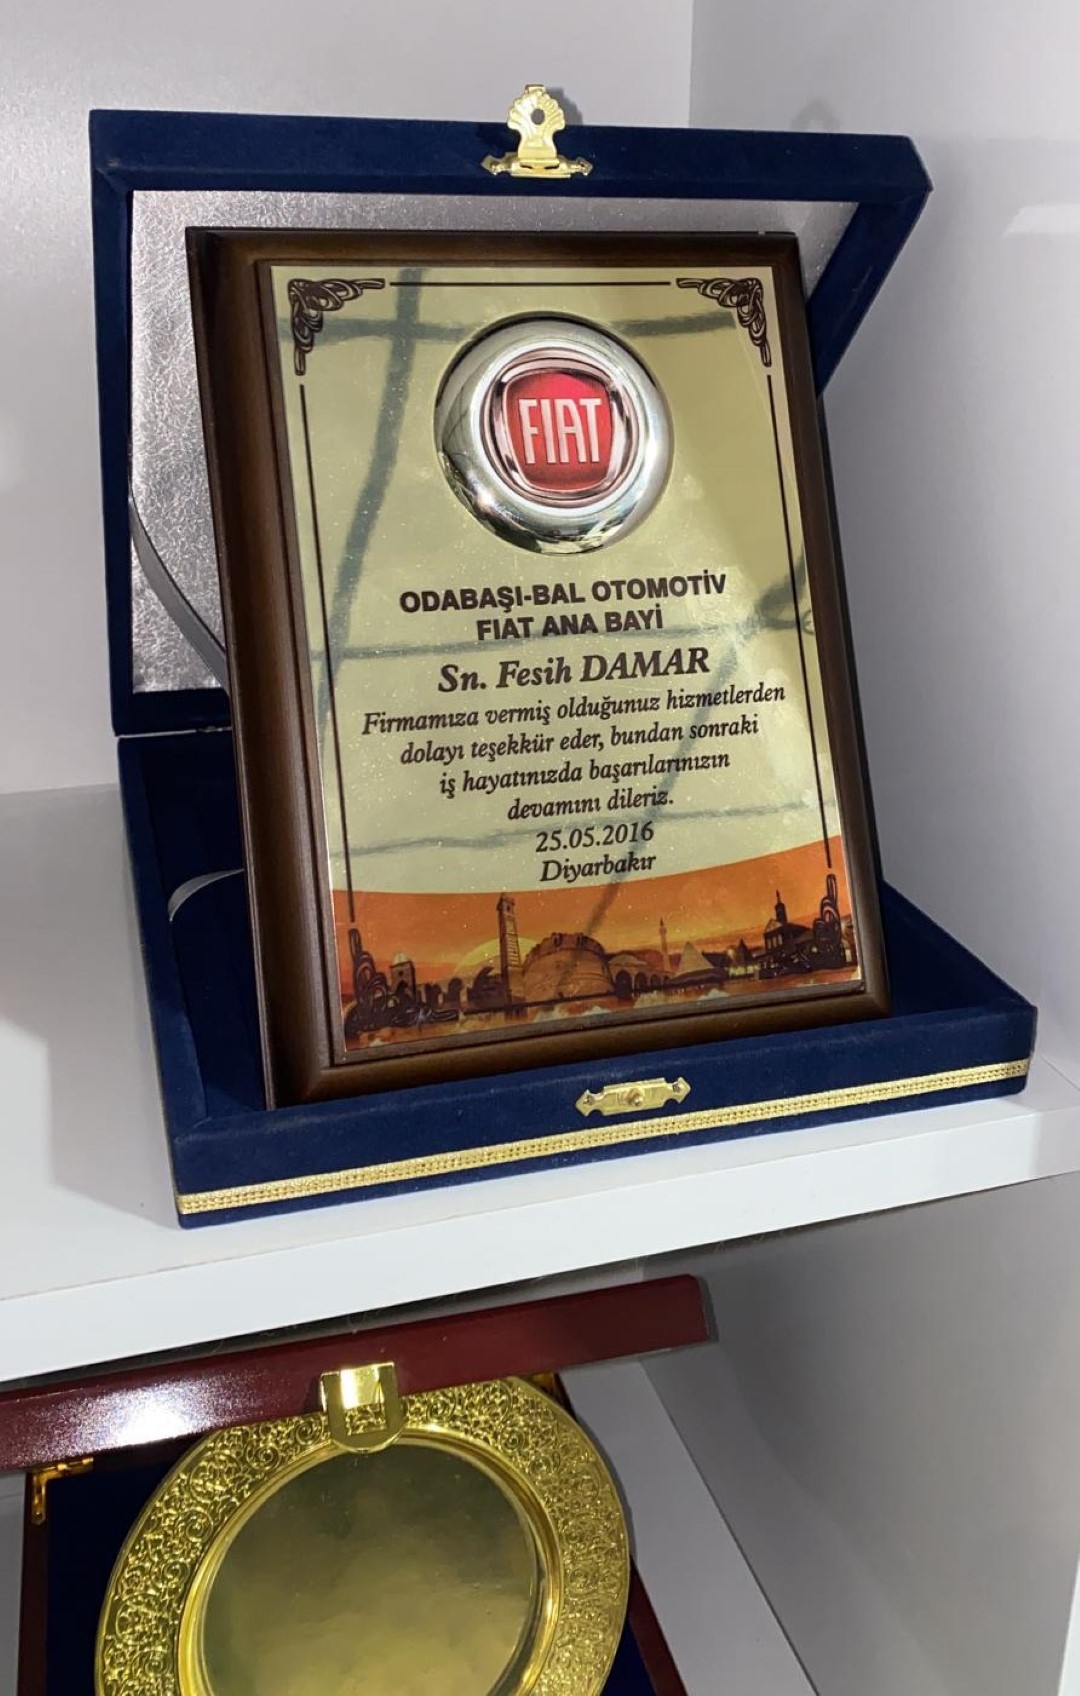 FIAT
ODABAŞI-BAL OTOMOTİV
FIAT ANA BAYİ
Sn. Fesih DAMAR
Firmamıza vermiş olduğunuz hizmetlerden
dolayı teşekkür eder, bundan sonraki
iş hayatınızda başarılarınızın
devamını dileriz.
25.05.2016
Diyarbakır